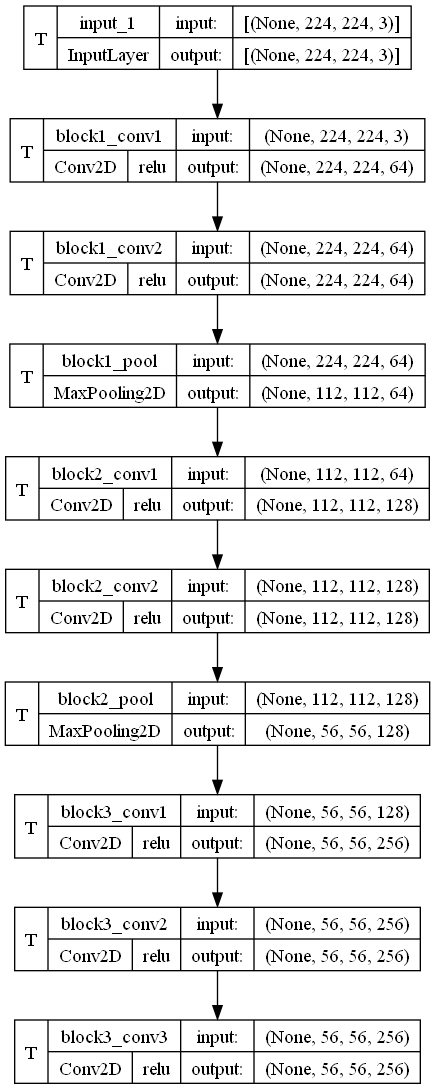 T input_1 input: [(None, 224, 224, 3)]
InputLayer output: [(None, 224, 224, 3)]
T block1_conv1 input: (None, 224, 224, 3)
Conv2D relu output: (None, 224, 224, 64)
T block1_conv2 input: (None, 224, 224, 64)
Conv2D relu output: (None, 224, 224, 64)
T block1_pool input: (None, 224, 224, 64)
MaxPooling2D output: (None, 112, 112, 64)
T block2_conv1 input: (None, 112, 112, 64)
Conv2D relu output: (None, 112, 112, 128)
T block2_conv2 input: (None, 112, 112, 128)
Conv2D relu output: (None, 112, 112, 128)
T block2_pool input: (None, 112, 112, 128)
MaxPooling2D output: (None, 56, 56, 128)
T block3_conv1 input: (None, 56, 56, 128)
Conv2D relu output: (None, 56, 56, 256)
T block3_conv2 input: (None, 56, 56, 256)
Conv2D relu output: (None, 56, 56, 256)
T block3_conv3 input: (None, 56, 56, 256)
Conv2D relu output: (None, 56, 56, 256)